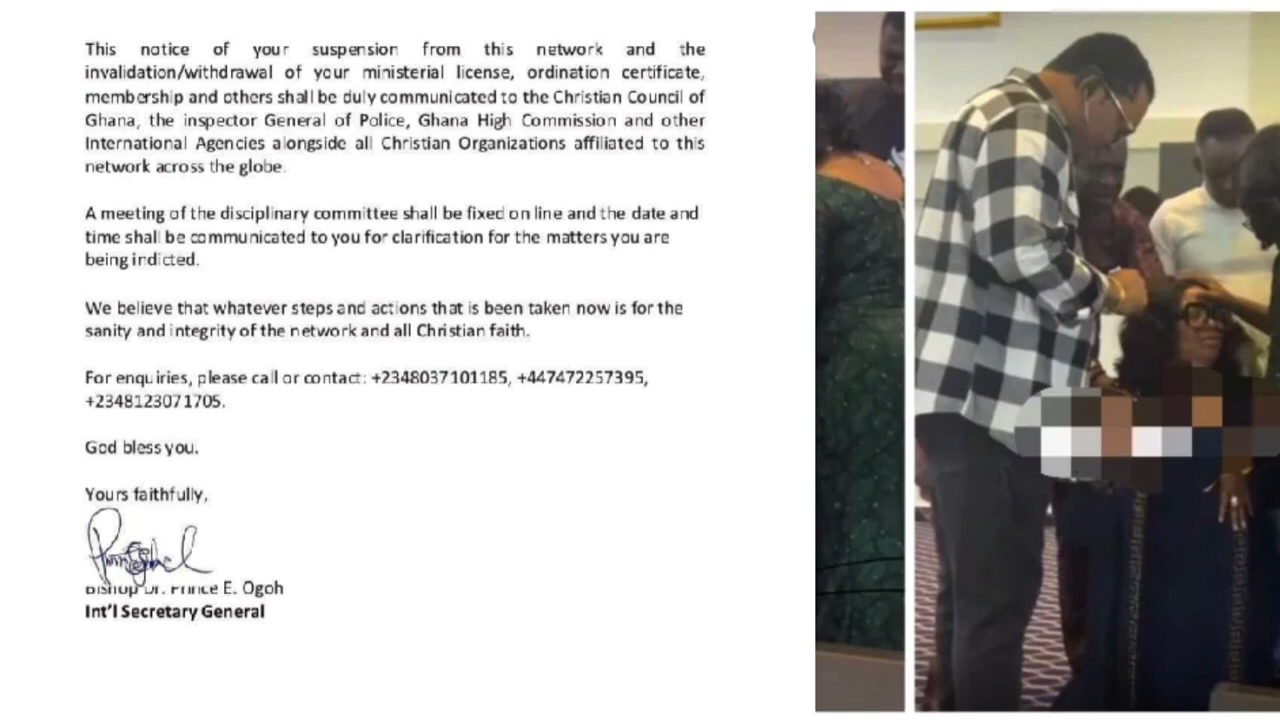 This notice of your suspension from this network and the
invalidation/withdrawal of your ministerial license, ordination certificate,
membership and others shall be duly communicated to the Christian Council of
Ghana, the inspector General of Police, Ghana High Commission and other
International Agencies alongside all Christian Organizations affiliated to this
network across the globe.
A meeting of the disciplinary committee shall be fixed on line and the date and
time shall be communicated to you for clarification for the matters you are
being indicted.
We believe that whatever steps and actions that is been taken now is for the
sanity and integrity of the network and all Christian faith.
For enquiries, please call or contact: +2348037101185, +447472257395,
+2348123071705.
God bless you.
Yours faithfully,
Bishop Dr. Prince E. Ogoh
Int'l Secretary General